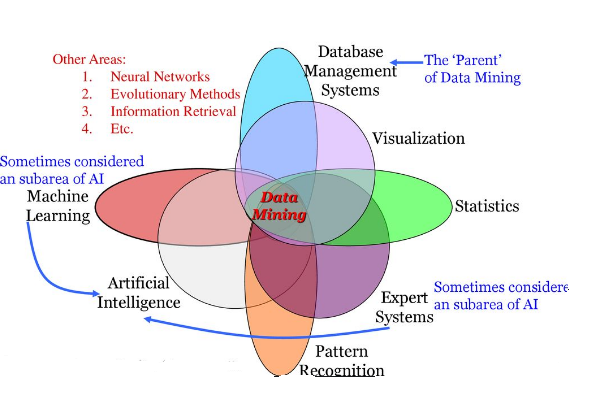 Other Areas:
1. Neural Networks
2. Evolutionary Methods
3. Information Retrieval
4. Etc.
Database
Management
Systems
The ‘Parent’
of Data Mining
Visualization
Sometimes considered
an subarea of AI
Machine
Learning
Data
Mining
Statistics
Artificial
Intelligence
Expert
Systems
Sometimes considere
an subarea of AI
Pattern
Recognition